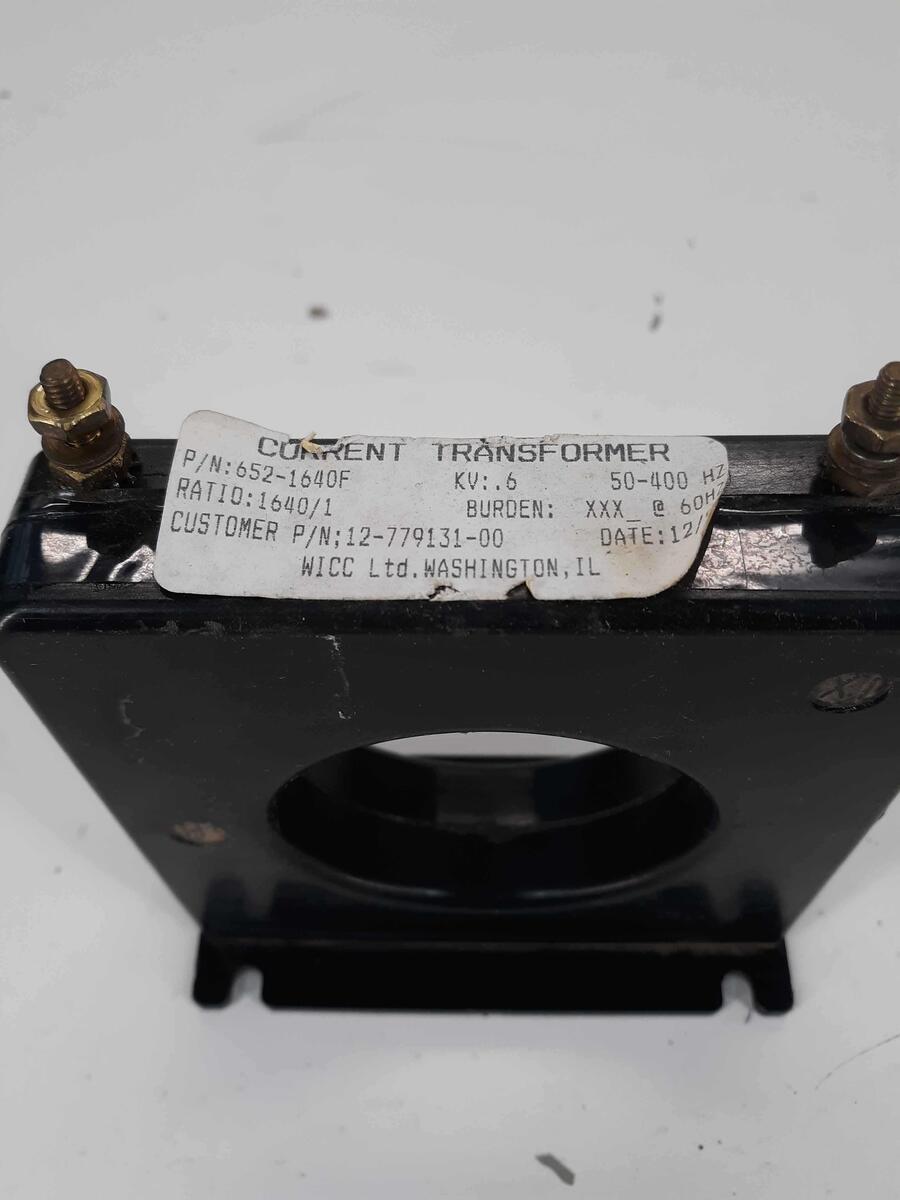 CURRENT TRANSFORMER
P/N:652-1640F KV:.6 50-400 HZ
RATIO:1640/1 BURDEN: XXX_ @ 60HZ
CUSTOMER P/N:12-779131-00 DATE:12/
WICC Ltd.WASHINGTON,IL